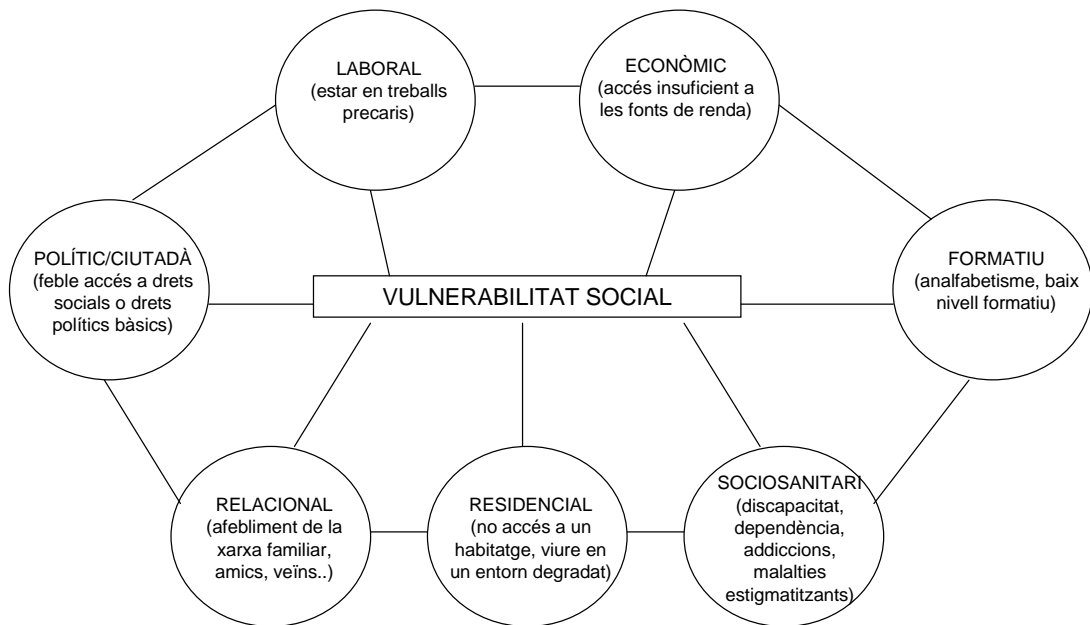 LABORAL
(estar en treballs
precaris)
ECONÒMIC
(accés insuficient a
les fonts de renda)
POLÍTIC/CIUTADÀ
(feble accés a drets
socials o drets
polítics bàsics)
VULNERABILITAT SOCIAL
FORMATIU
(analfabetisme, baix
nivell formatiu)
RELACIONAL
(afebliment de la
xarxa familiar,
amics, veïns..)
RESIDENCIAL
(no accés a un
habitatge, viure en
un entorn degradat)
SOCIOSANITARI
(discapacitat,
dependència,
addiccions,
malalties
estigmatitzants)